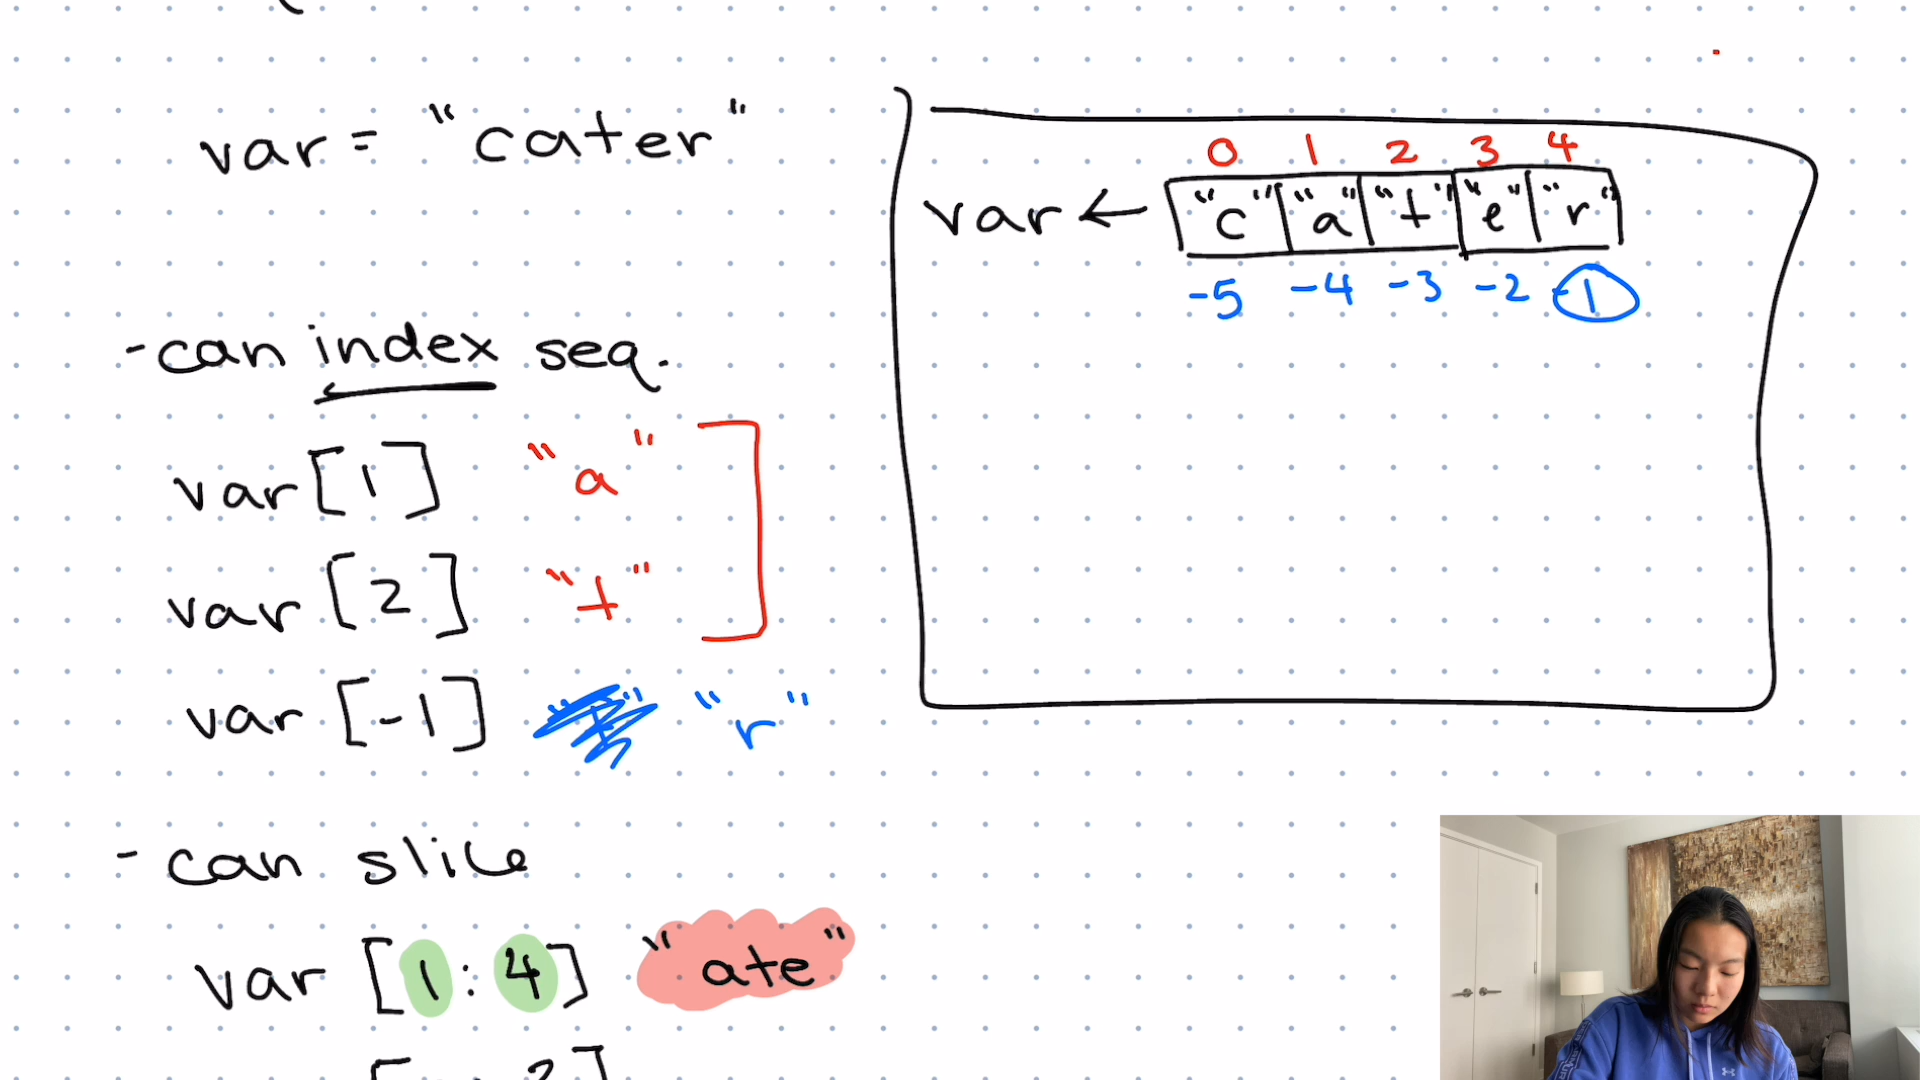 var = "cater"
0 1 2 3 4
var ← "c" "a" "t" "e" "r"
-5 -4 -3 -2 -1
-can index seq.
var[1] "a"
var [2] "t"
var [-1] "r"
- can slice
var [1:4] "ate"